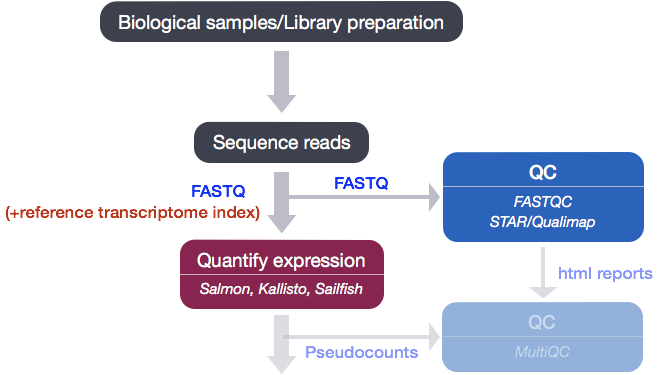 Biological samples/Library preparation
Sequence reads
FASTQ
(+reference transcriptome index)
FASTQ
QC
FASTQC
STAR/Qualimap
Quantify expression
Salmon, Kallisto, Sailfish
html reports
QC
MultiQC
Pseudocounts